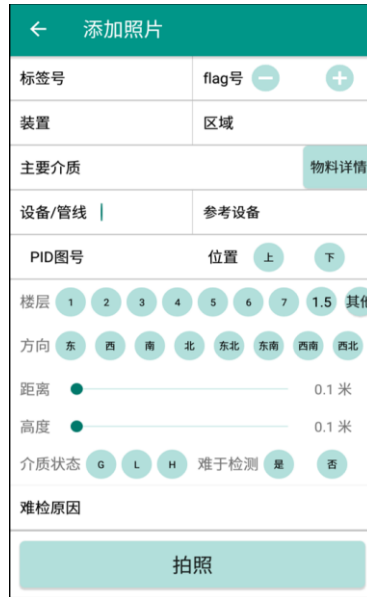 添加照片
标签号 flag号
装置 区域
主要介质 物料详情
设备/管线 参考设备
PID图号 位置 上 下
楼层 1 2 3 4 5 6 7 1.5 其他
方向 东 西 南 北 东北 东南 西南 西北
距离 0.1 米
高度 0.1 米
介质状态 G L H 难于检测 是 否
难检原因
拍照